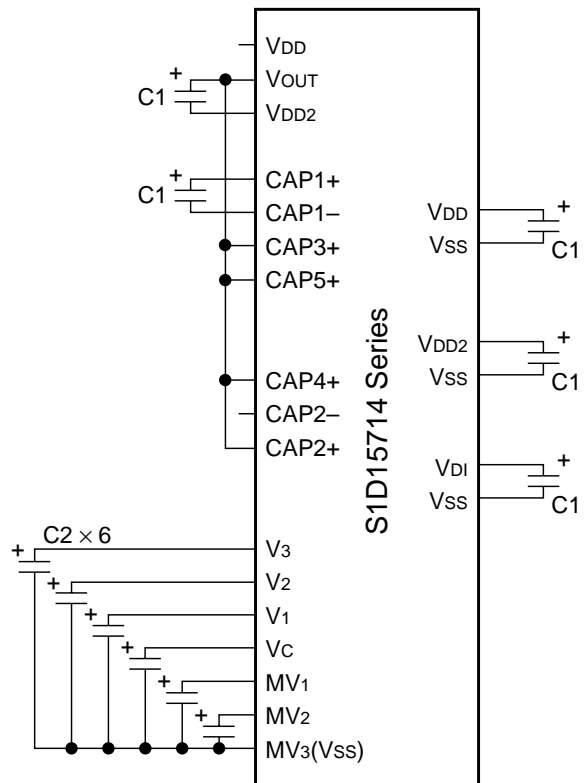 VDD
+
VOUT
C1
VDD2
+
CAP1+
C1
CAP1–
CAP3+
CAP5+
CAP4+
CAP2–
CAP2+
C2 × 6
+
V3
+
V2
+
V1
+
VC
+
MV1
+
MV2
MV3(VSS)
S1D15714 Series
VDD
+
VSS
C1
VDD2
+
VSS
C1
VDI
+
VSS
C1